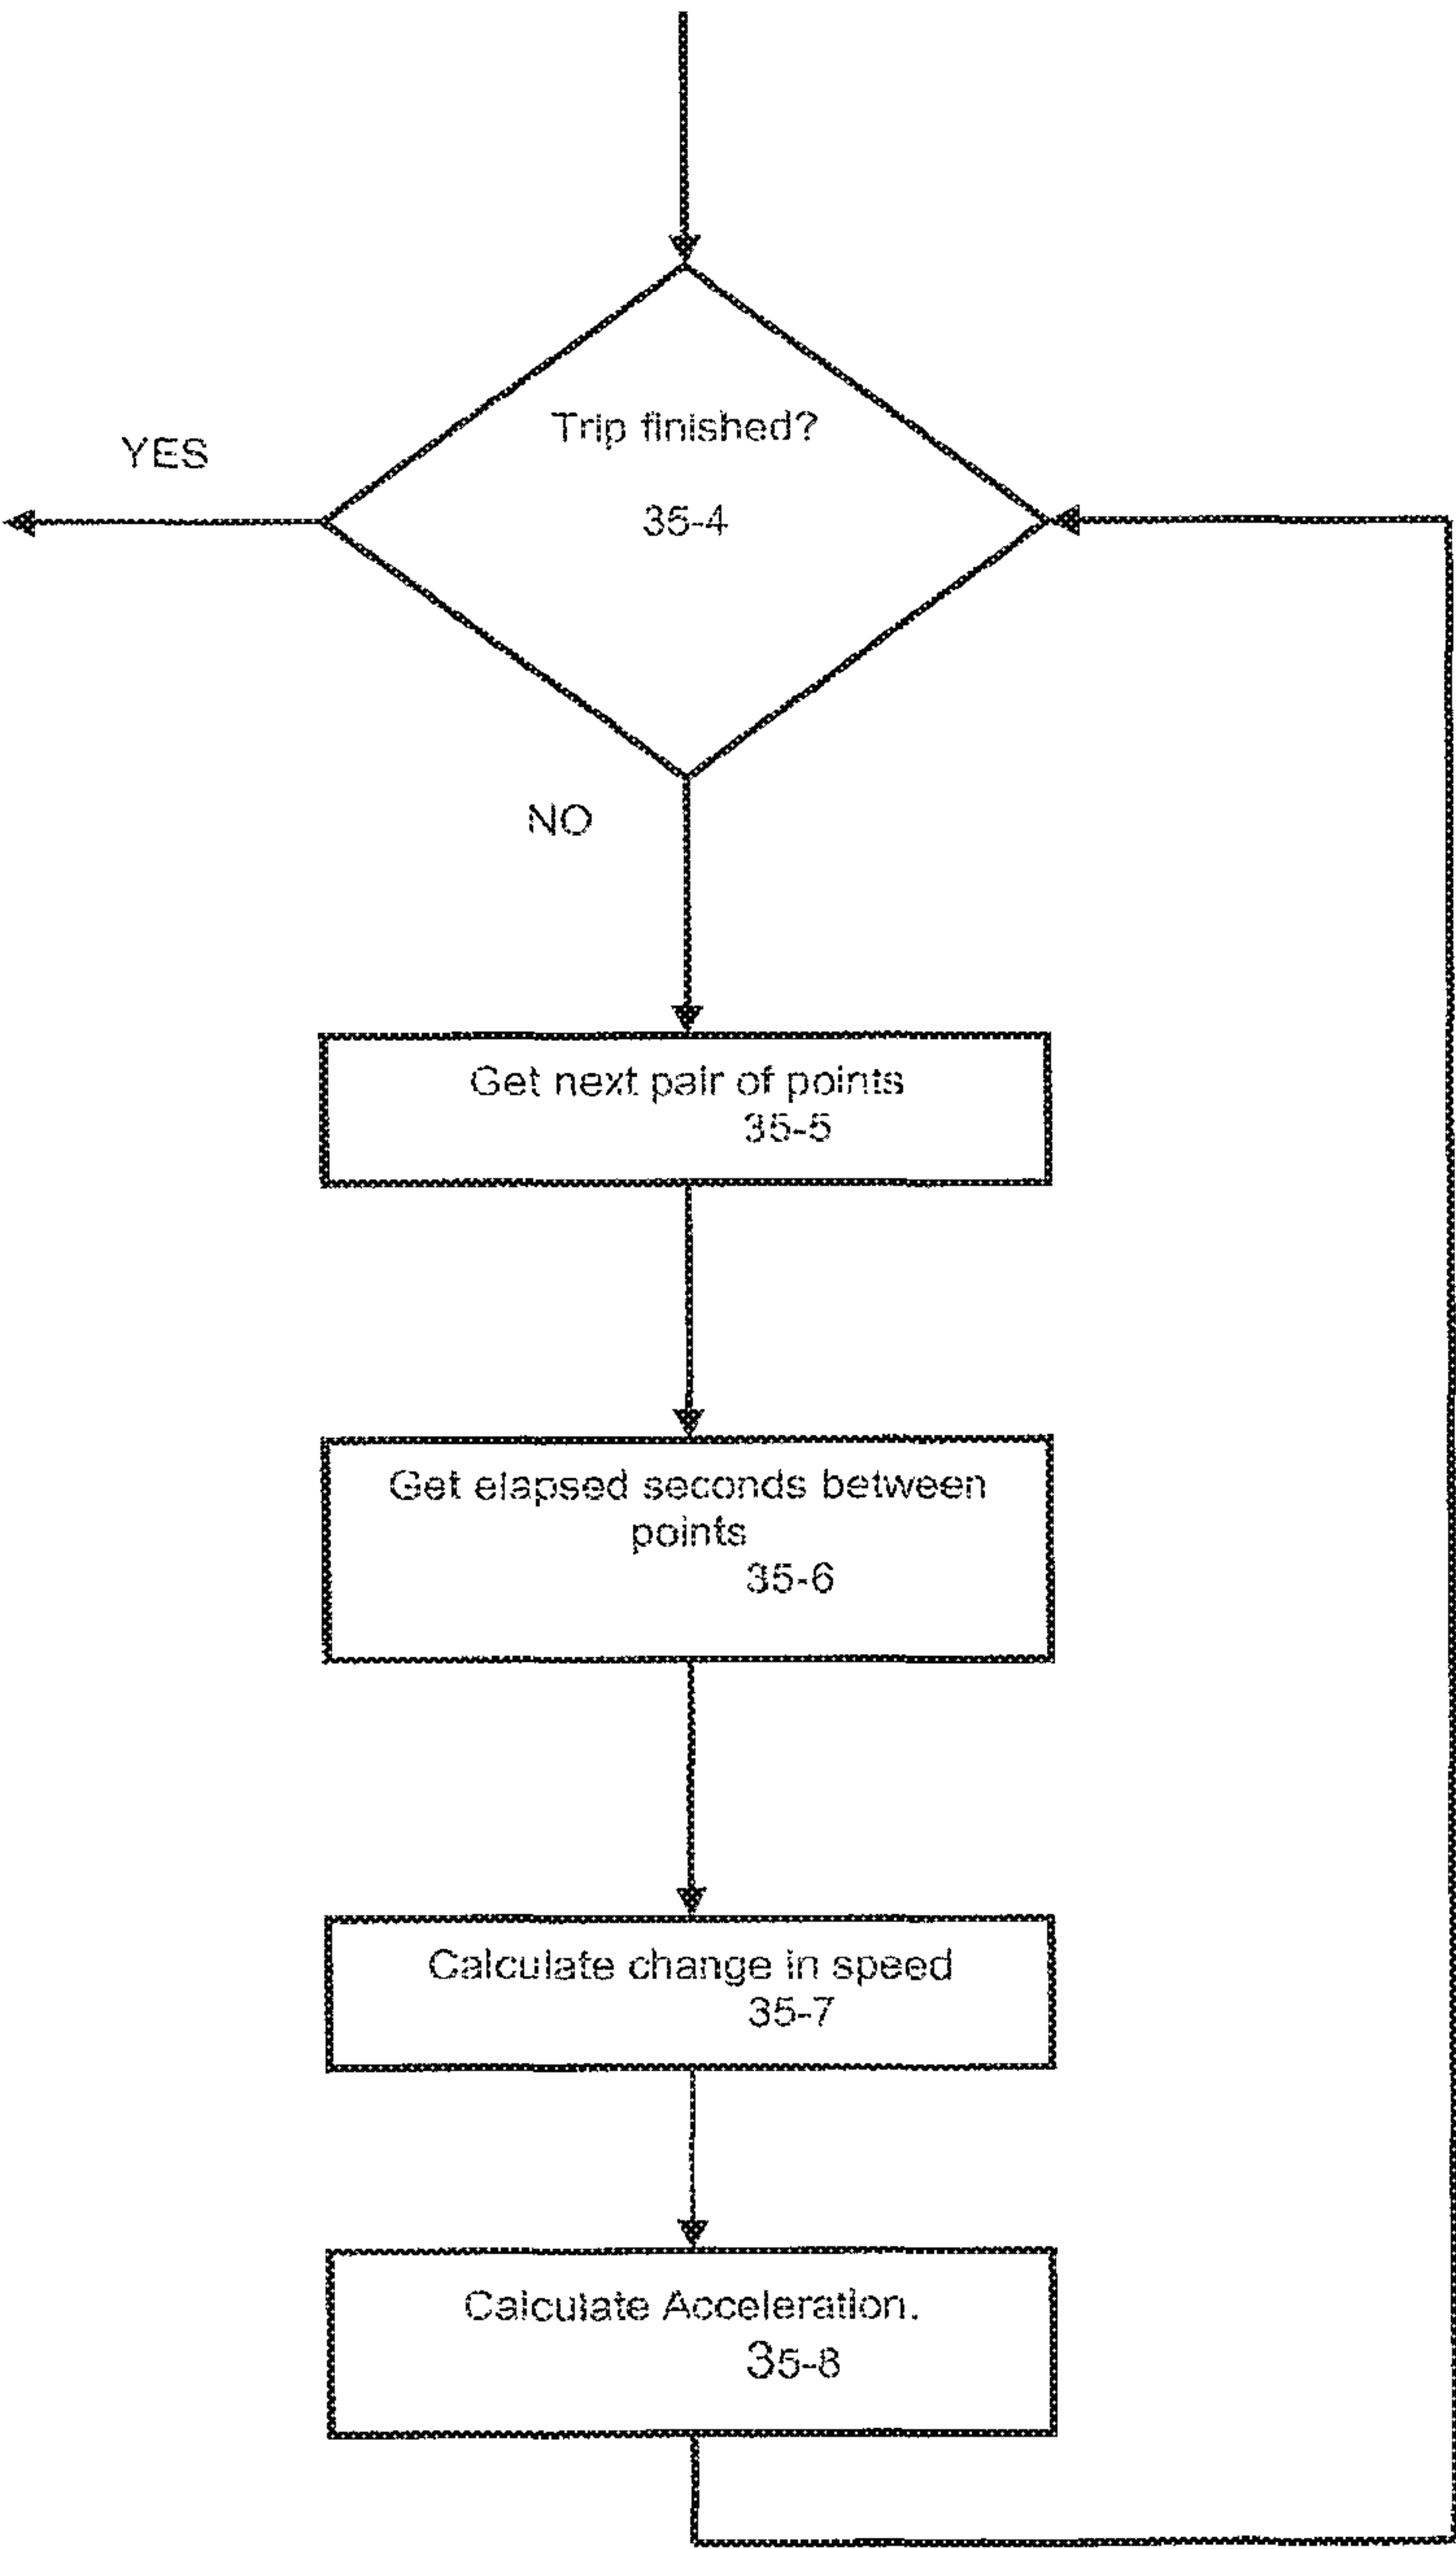 Trip finished?
35-4
YES
NO
Get next pair of points
35-5
Get elapsed seconds between
points
35-6
Calculate change in speed
35-7
Calculate Acceleration.
35-8